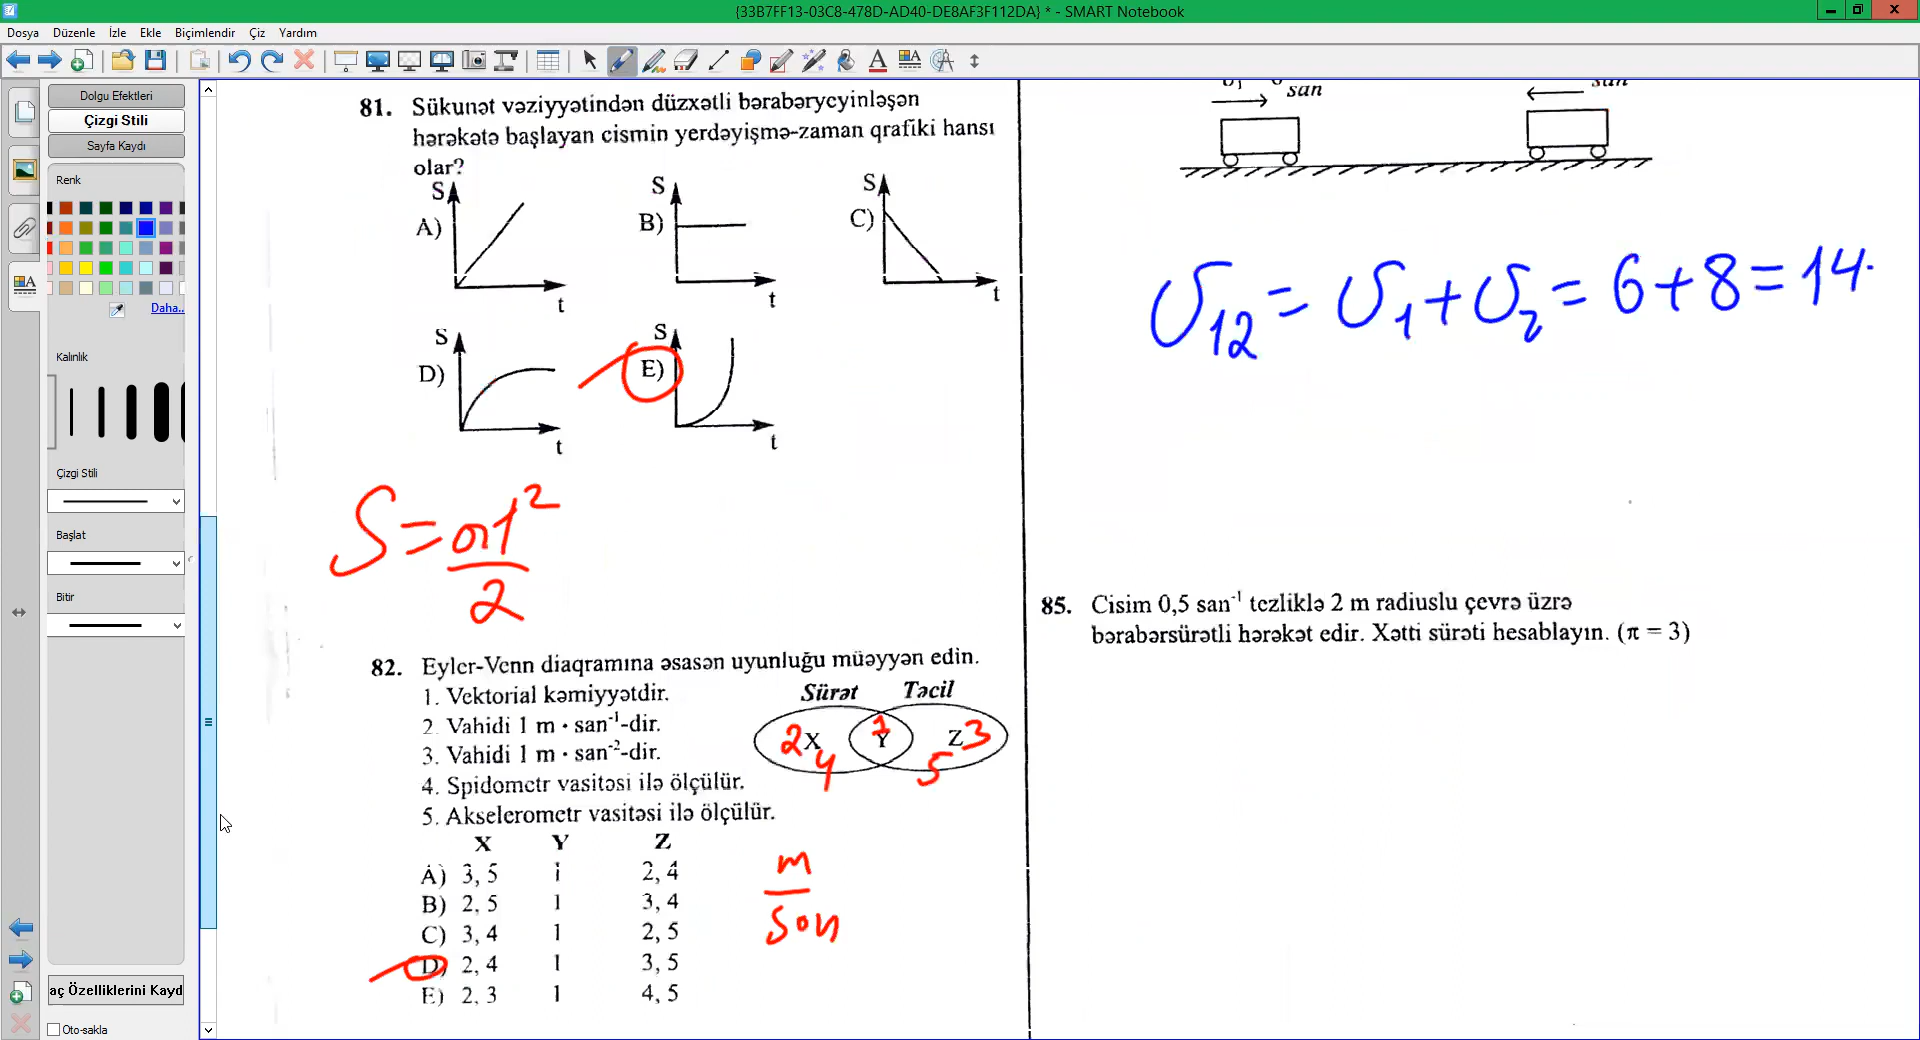 {33B7FF13-03C8-478D-AD40-DE8AF3F112DA} * - SMART Notebook
Dosya Düzenle İzle Ekle Biçimlendir Çiz Yardım
Dolgu Efektleri
Çizgi Stili
Sayfa Kaydı
Renk
Daha..
Kalınlık
Çizgi Stili
Başlat
Bitir
aç Özelliklerini Kayd
Oto-sakla
81. Sükunət vəziyyətindən düzxətli bərabəryeyinləşən
hərəkətə başlayan cismin yerdəyişmə-zaman qrafiki hansı
olar?
A) S t
B) S t
C) S t
D) S t
E) S t
S = at²/2
82. Eyler-Venn diaqramına əsasən uyunluğu müəyyən edin.
1. Vektorial kəmiyyətdir.
2. Vahidi 1 m · san⁻¹-dir.
3. Vahidi 1 m · san⁻²-dir.
4. Spidometr vasitəsi ilə ölçülür.
5. Akselerometr vasitəsi ilə ölçülür.
Sürət Təcil
2 X 4 1 Y Z 3 5
X Y Z
A) 3, 5 1 2, 4
B) 2, 5 1 3, 4
C) 3, 4 1 2, 5
D) 2, 4 1 3, 5
E) 2, 3 1 4, 5
m
san
san
υ₁₂ = υ₁ + υ₂ = 6 + 8 = 14
85. Cisim 0,5 san⁻¹ tezliklə 2 m radiuslu çevrə üzrə
bərabərsürətli hərəkət edir. Xətti sürəti hesablayın. (π = 3)